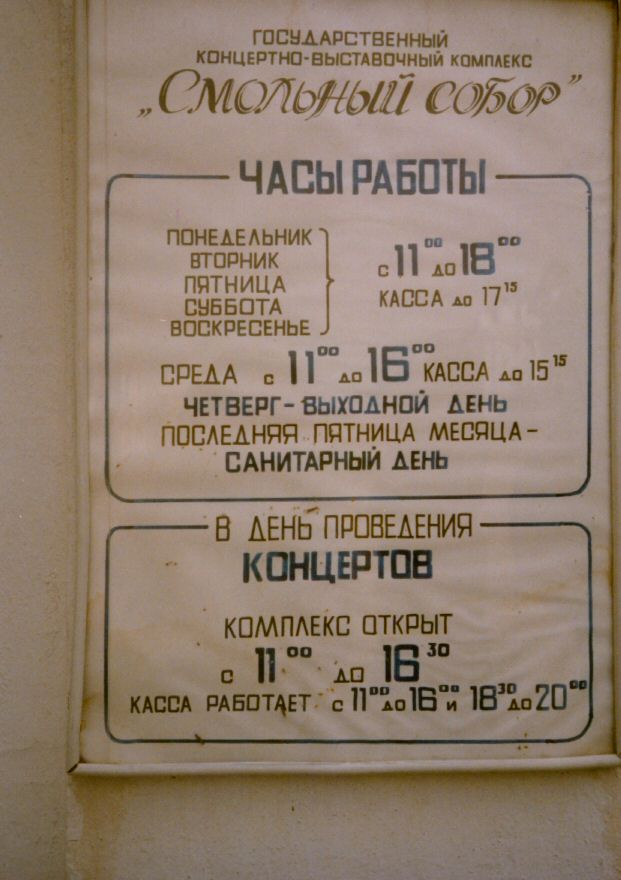 ГОСУДАРСТВЕННЫЙ
КОНЦЕРТНО-ВЫСТАВОЧНЫЙ КОМПЛЕКС
„СМОЛЬНЫЙ СОБОР”
ЧАСЫ РАБОТЫ
ПОНЕДЕЛЬНИК
ВТОРНИК
ПЯТНИЦА
СУББОТА
ВОСКРЕСЕНЬЕ
с 11⁰⁰ до 18⁰⁰
КАССА до 17¹⁵
СРЕДА с 11⁰⁰ до 16⁰⁰ КАССА до 15¹⁵
ЧЕТВЕРГ - ВЫХОДНОЙ ДЕНЬ
ПОСЛЕДНЯЯ ПЯТНИЦА МЕСЯЦА -
САНИТАРНЫЙ ДЕНЬ
В ДЕНЬ ПРОВЕДЕНИЯ
КОНЦЕРТОВ
КОМПЛЕКС ОТКРЫТ
с 11⁰⁰ до 16³⁰
КАССА РАБОТАЕТ с 11⁰⁰ до 16⁰⁰ и 18³⁰ до 20⁰⁰